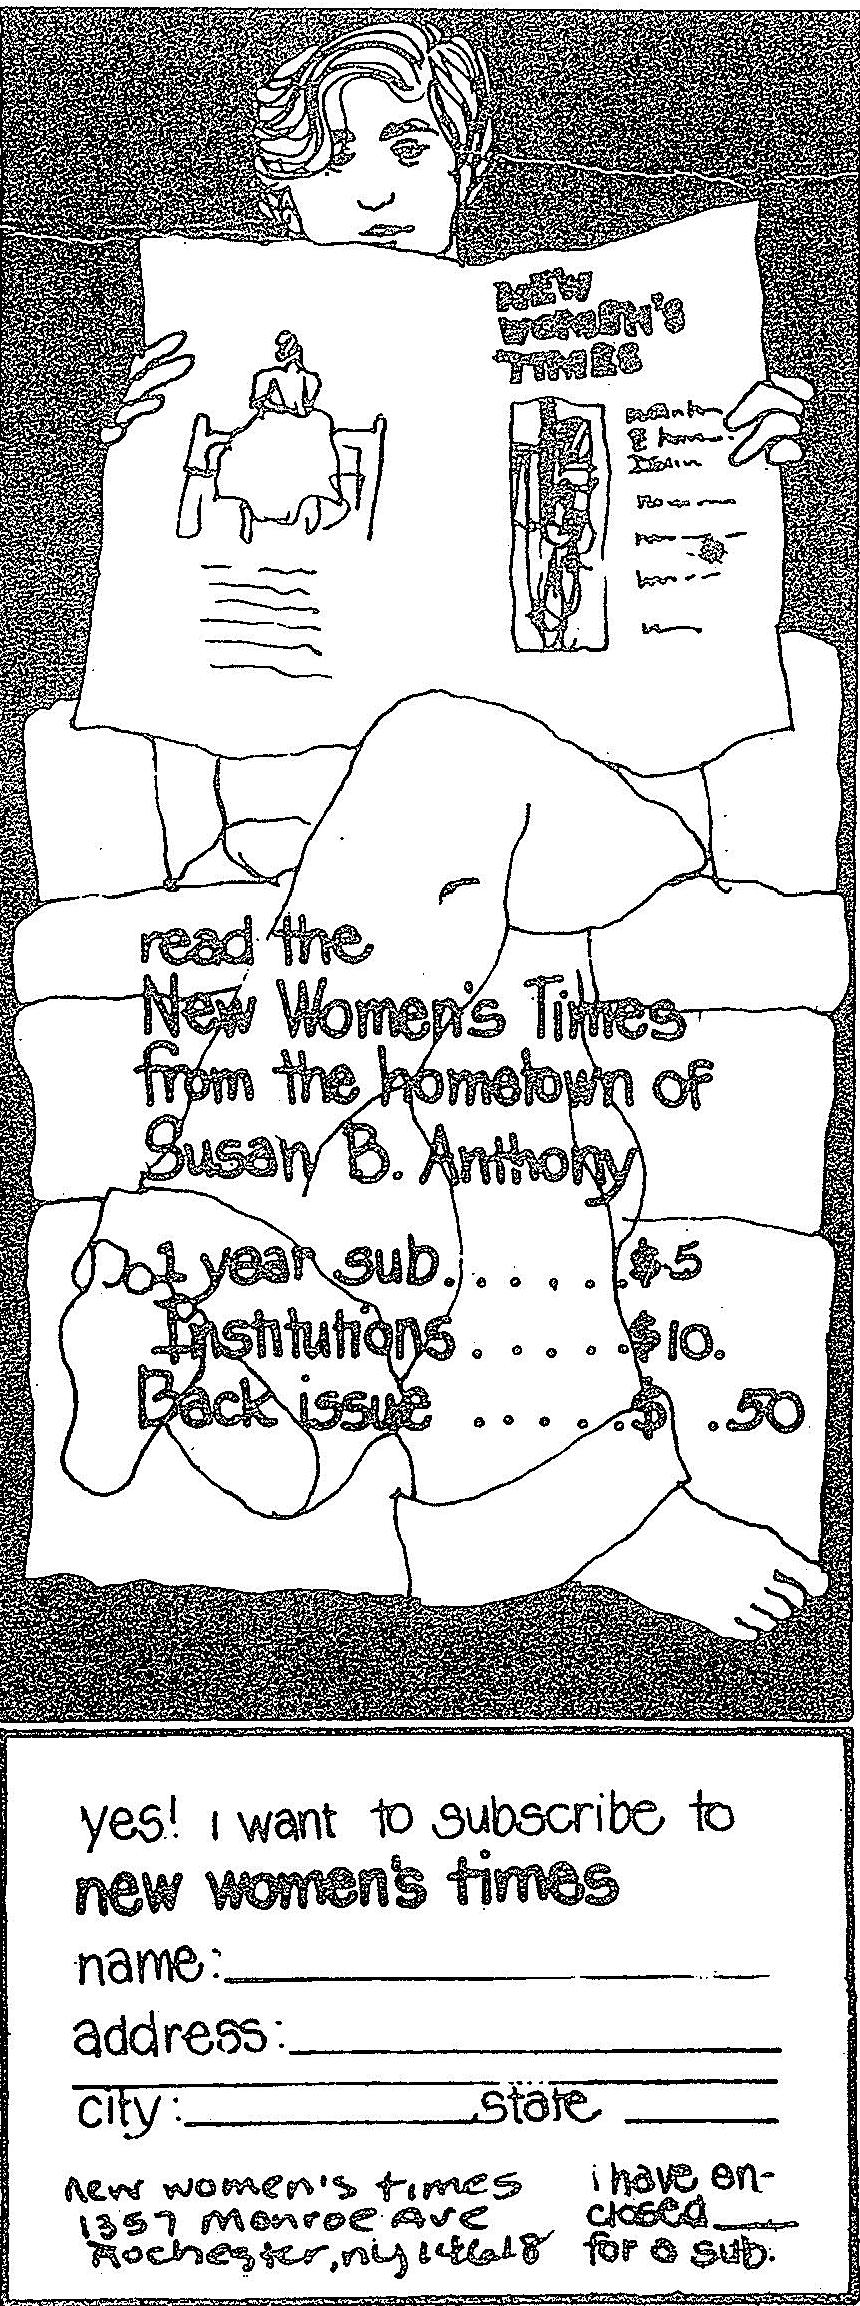 NEW
WOMEN'S
TIMES
read the
New Women's Times
from the hometown of
Susan B. Anthony
1 year sub. . . . . . .$5
Institutions . . . . .$10.
Back issue . . . . .$ .50
yes! i want to subscribe to
new women's times
name:
address:
city: state
new women's times
1357 Monroe Ave
Rochester, ny 14618
i have en-
closed
for a sub.